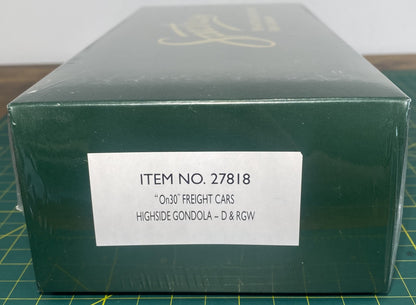 ITEM NO. 27818
"On30" FREIGHT CARS
HIGHSIDE GONDOLA – D & RGW